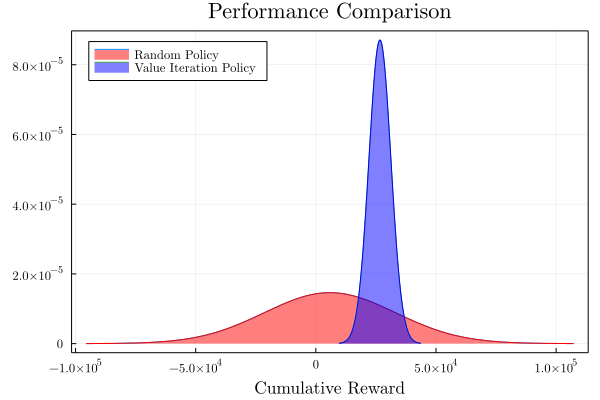 Performance Comparison
Random Policy
Value Iteration Policy
8.0×10⁻⁵
6.0×10⁻⁵
4.0×10⁻⁵
2.0×10⁻⁵
0
−1.0×10⁵ −5.0×10⁴ 0 5.0×10⁴ 1.0×10⁵
Cumulative Reward